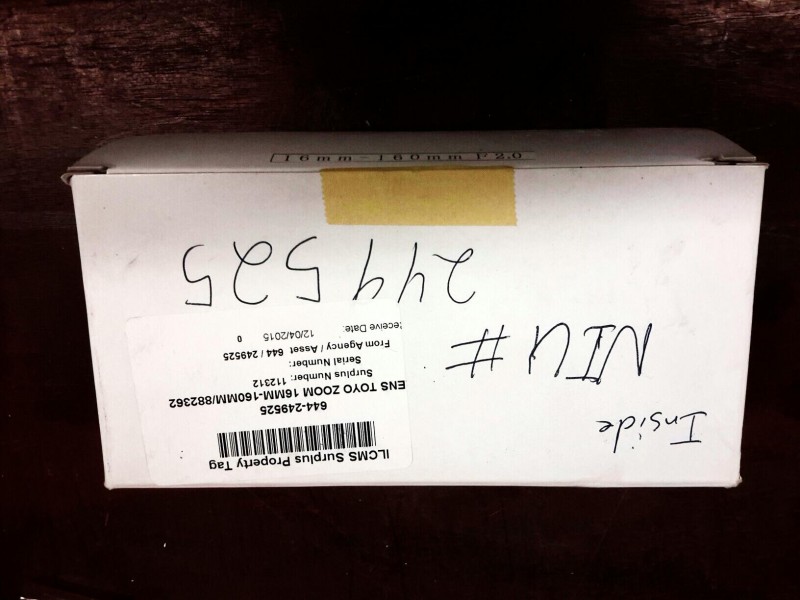 16mm-160mm F2.0
Inside
NIU #
244525
ILCMS Surplus Property Tag
644-249525
ENS TOYO ZOOM 16MM-160MM/882362
Surplus Number: 112312
Serial Number:
From Agency / Asset 644 / 249525
eceive Date: 12/04/2015 0